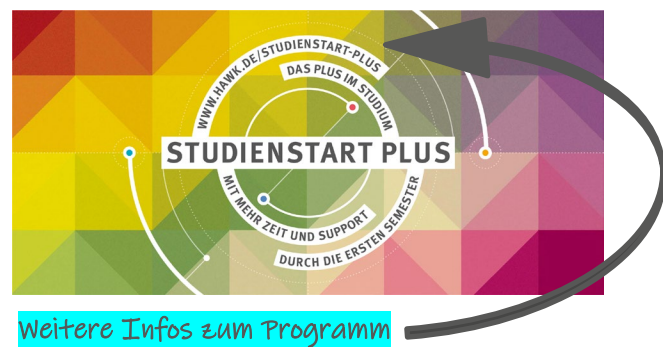 WWW.HAWK.DE/STUDIENSTART-PLUS
DAS PLUS IM STUDIUM
STUDIENSTART PLUS
MIT MEHR ZEIT UND SUPPORT
DURCH DIE ERSTEN SEMESTER
Weitere Infos zum Programm